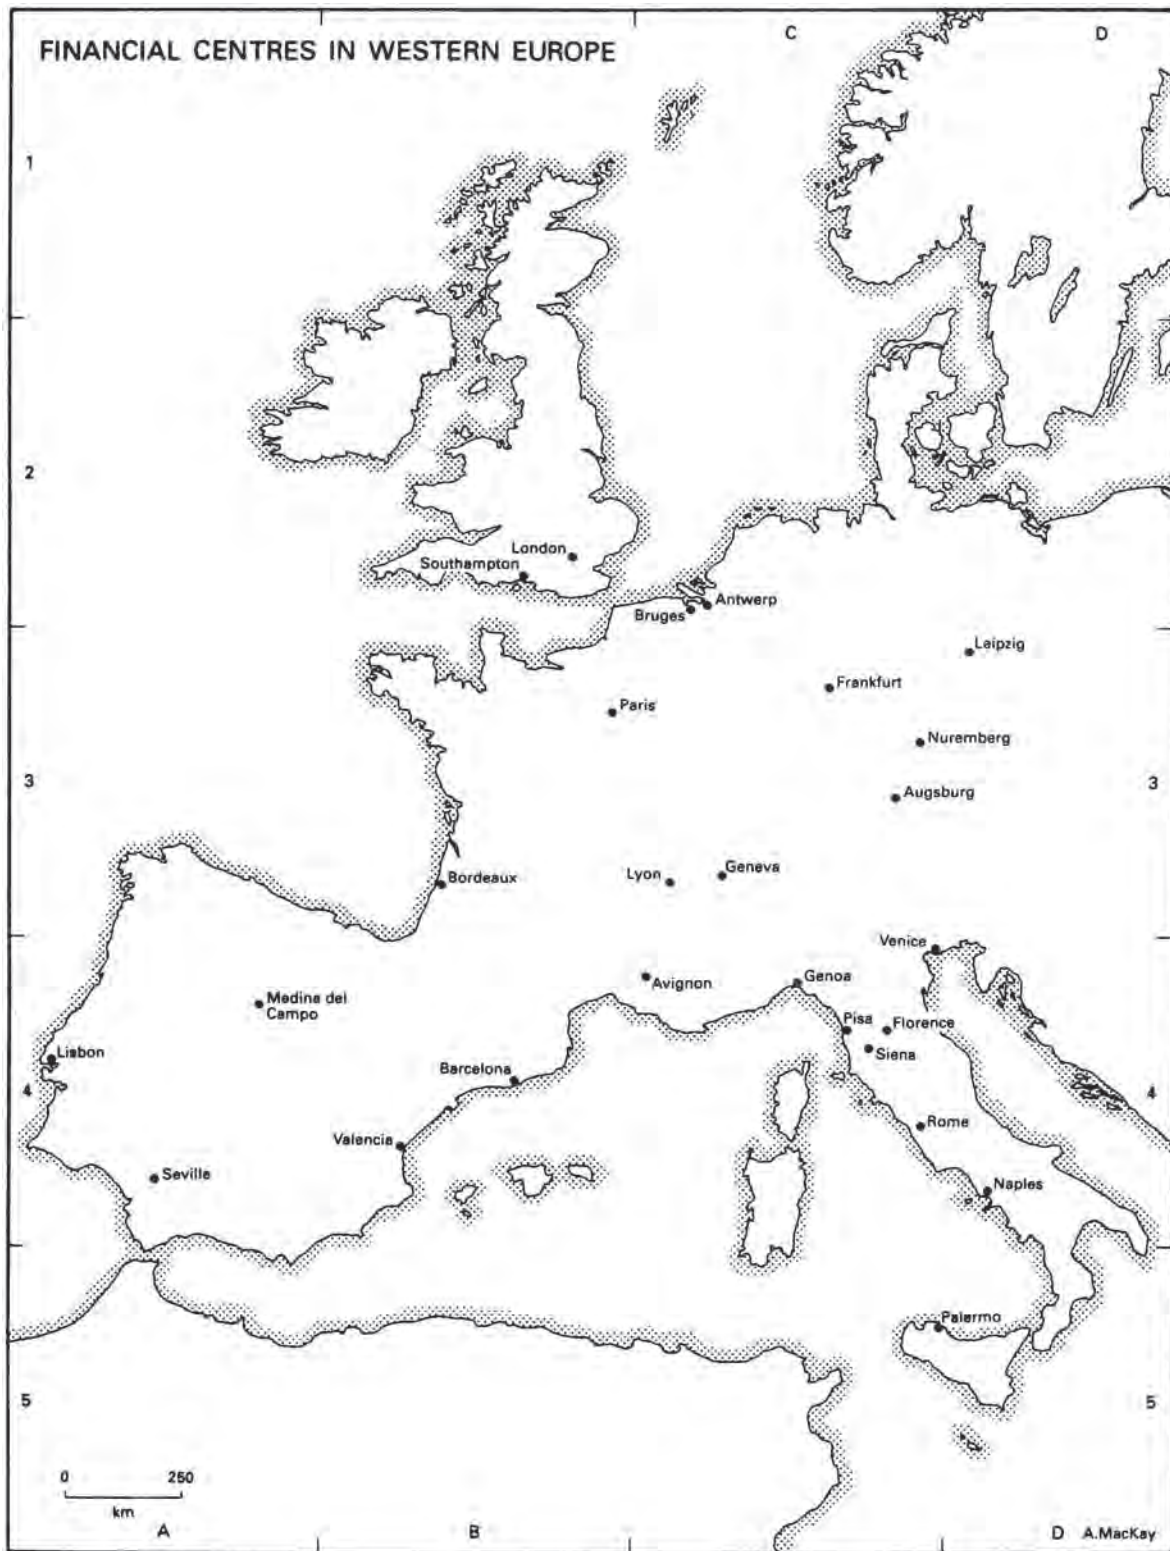 FINANCIAL CENTRES IN WESTERN EUROPE
C
D
1
2
London
Southampton
Antwerp
Bruges
Leipzig
Frankfurt
Paris
Nuremberg
3
3
Augsburg
Bordeaux
Lyon
Geneva
Venice
Avignon
Genoa
Medina del
Campo
Pisa
Florence
Siena
Lisbon
Barcelona
4
4
Rome
Valencia
Seville
Naples
Palermo
5
5
0
250
km
A
B
D
A.MacKay